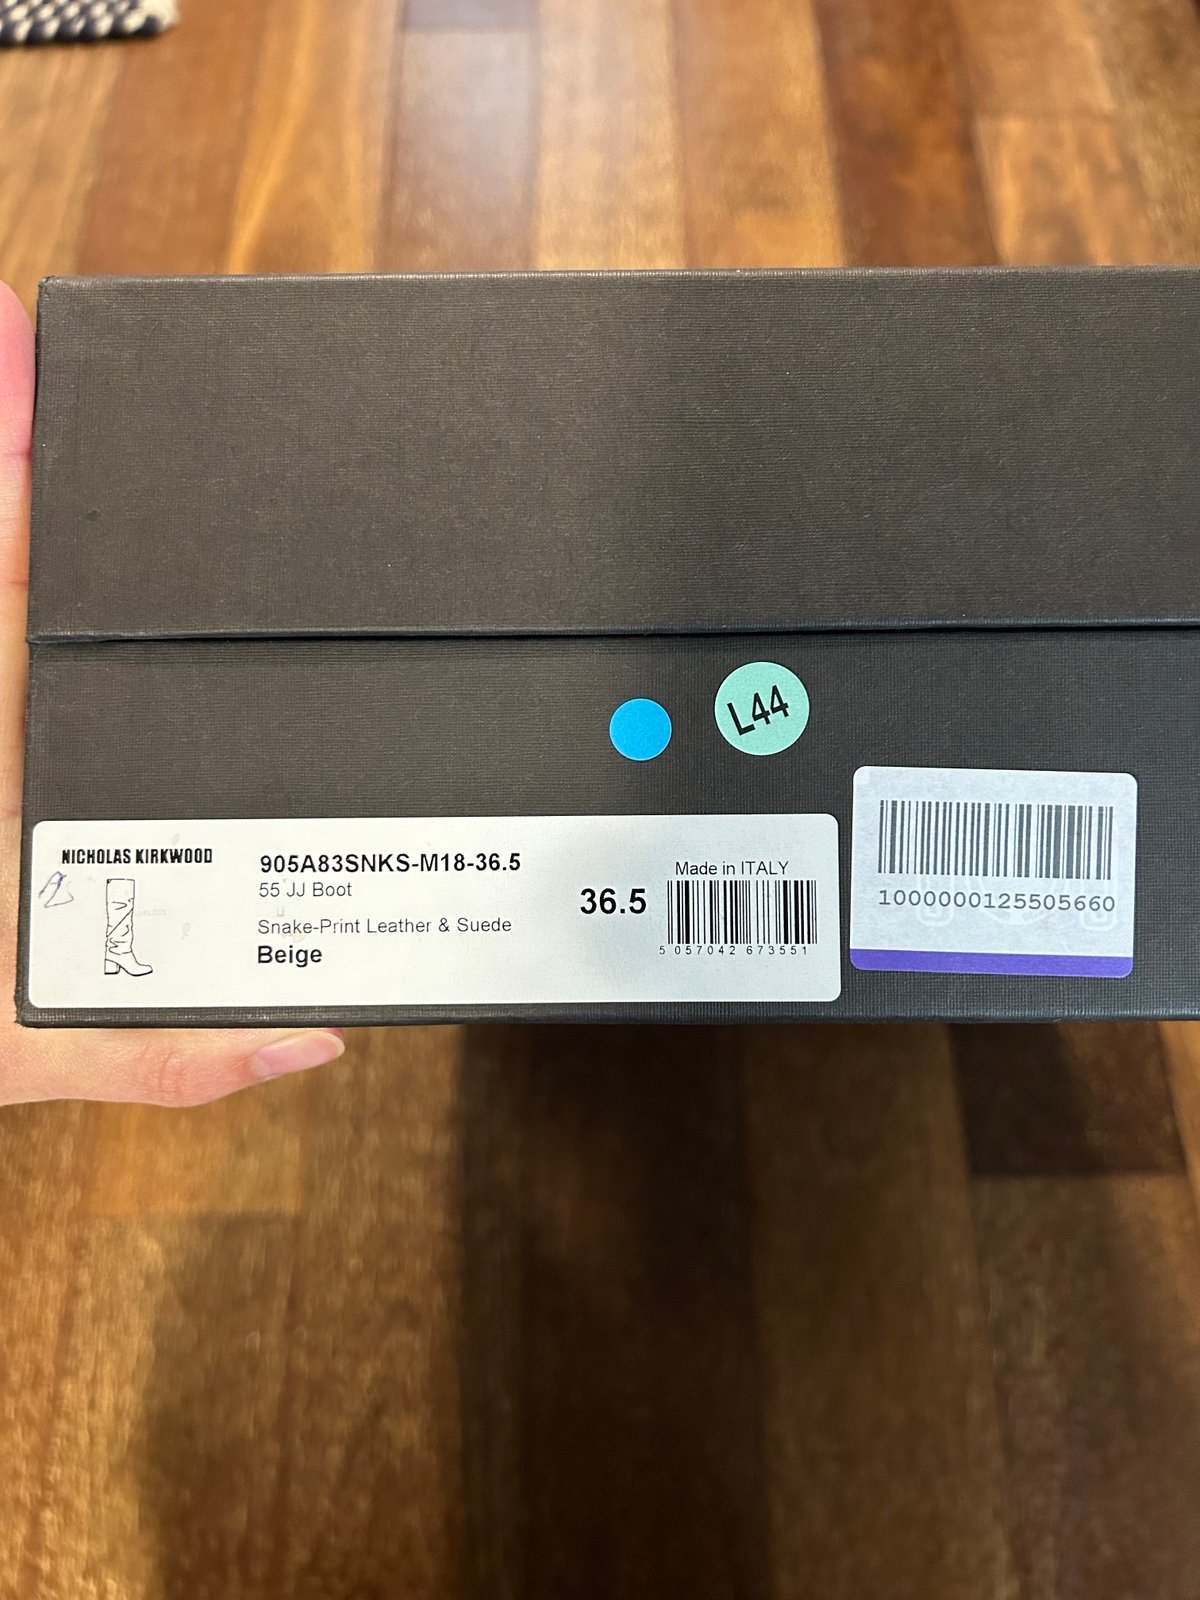 L44
NICHOLAS KIRKWOOD
905A83SNKS-M18-36.5
55 JJ Boot
Snake-Print Leather & Suede
Beige
36.5
Made in ITALY
5 057042 673551
1000000125505660